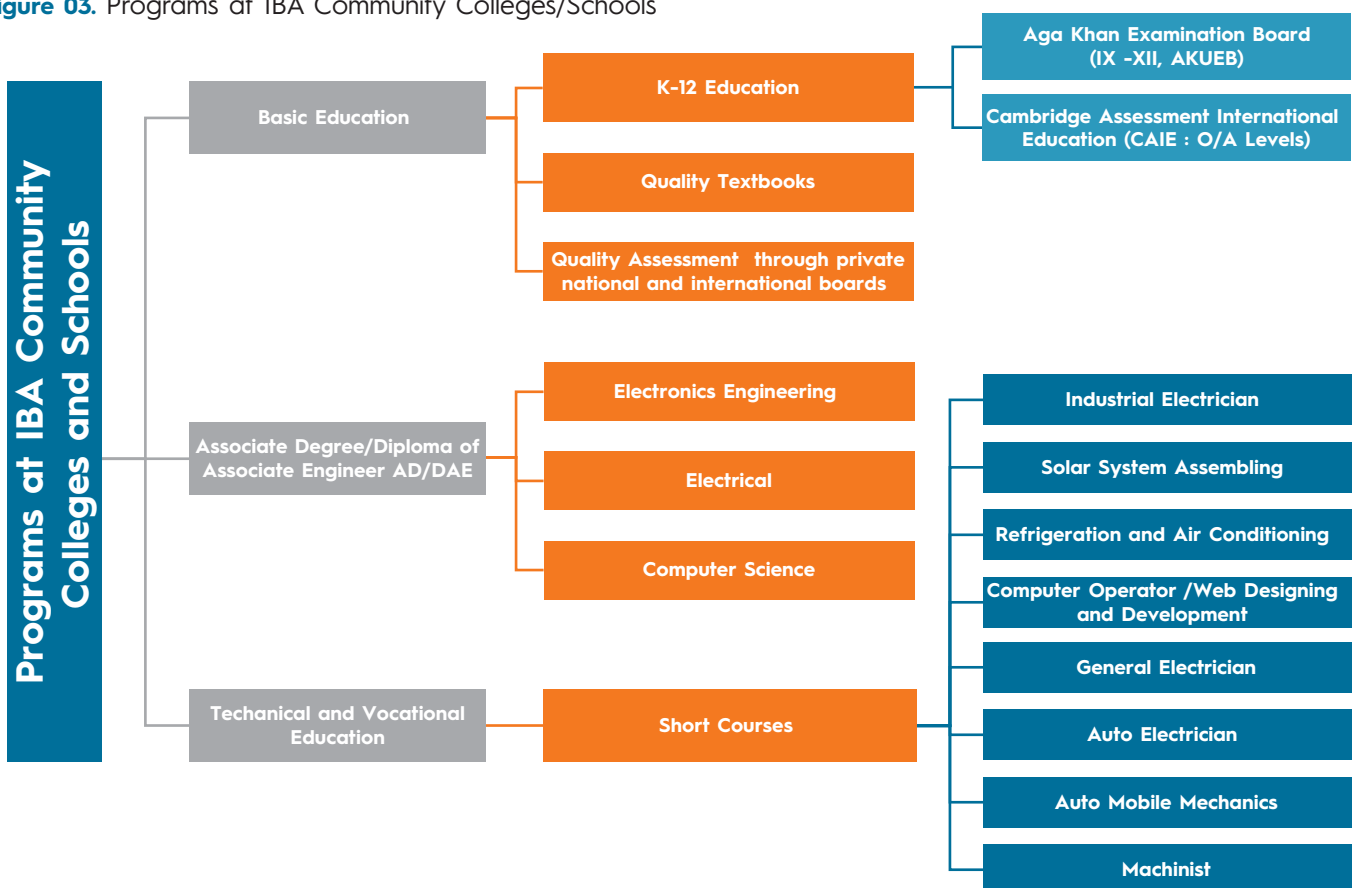 igure 03. Programs at IBA Community Colleges/Schools
Programs at IBA Community
Colleges and Schools
Basic Education
K-12 Education
Aga Khan Examination Board
(IX -XII, AKUEB)
Cambridge Assessment International
Education (CAIE : O/A Levels)
Quality Textbooks
Quality Assessment through private
national and international boards
Associate Degree/Diploma of
Associate Engineer AD/DAE
Electronics Engineering
Electrical
Computer Science
Techanical and Vocational
Education
Short Courses
Industrial Electrician
Solar System Assembling
Refrigeration and Air Conditioning
Computer Operator /Web Designing
and Development
General Electrician
Auto Electrician
Auto Mobile Mechanics
Machinist